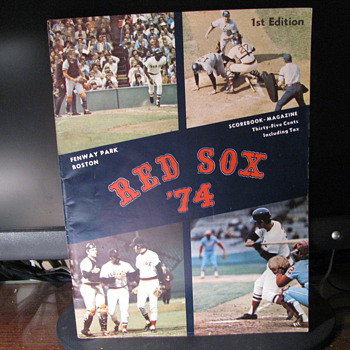 1st Edition
SCOREBOOK - MAGAZINE
Thirty-Five Cents
Including Tax
FENWAY PARK
BOSTON
RED SOX
'74